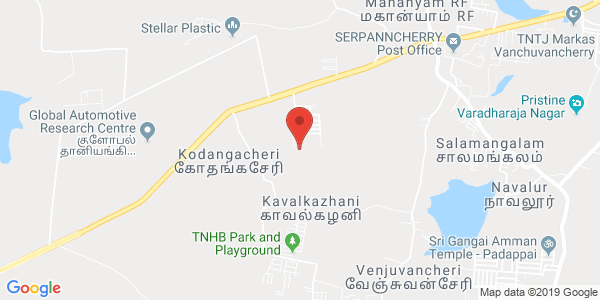 Mahanyam RF
மகான்யாம் RF
Stellar Plastic
SERPANNCHERRY
Post Office
TNTJ Markas
Vanchuvancherry
Pristine
Varadharaja Nagar
Global Automotive
Research Centre
குளோபல்
தானியங்கி...
Kodangacheri
கோதங்கசேரி
Salamangalam
சாலமங்கலம்
Navalur
நாவலூர்
Kavalkazhani
காவல்கழனி
TNHB Park and
Playground
Sri Gangai Amman
Temple - Padappai
Venjuvancheri
வேஞ்சுவன்சேரி
Google
Map data ©2019 Google